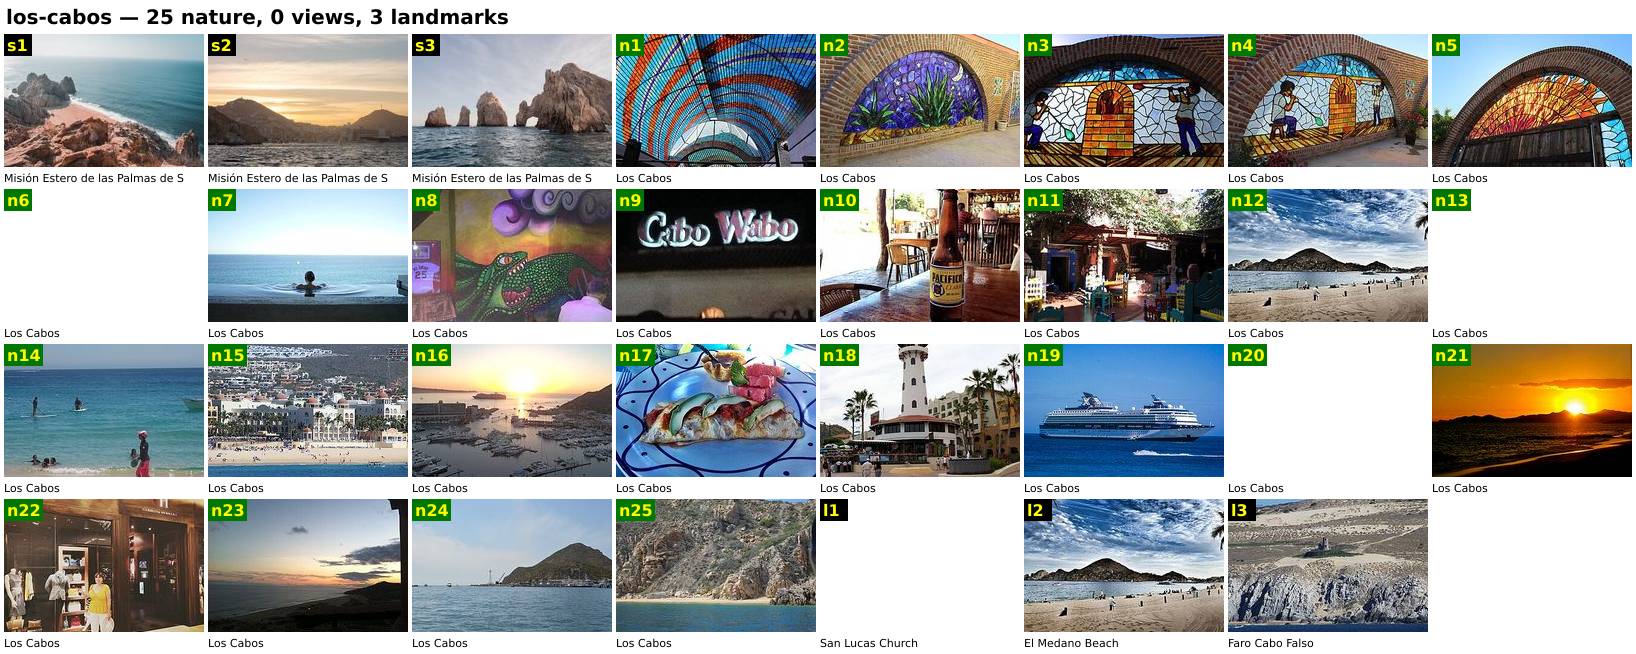 los-cabos — 25 nature, 0 views, 3 landmarks
s1 s2 s3 n1 n2 n3 n4 n5
Misión Estero de las Palmas de S Misión Estero de las Palmas de S Misión Estero de las Palmas de S Los Cabos Los Cabos Los Cabos Los Cabos Los Cabos
n6 n7 n8 n9 n10 n11 n12 n13
25
Cabo Wabo
PACIFICO
CLARA
Los Cabos Los Cabos Los Cabos Los Cabos Los Cabos Los Cabos Los Cabos Los Cabos
n14 n15 n16 n17 n18 n19 n20 n21
Los Cabos Los Cabos Los Cabos Los Cabos Los Cabos Los Cabos Los Cabos Los Cabos
n22 n23 n24 n25 l1 l2 l3
Los Cabos Los Cabos Los Cabos Los Cabos San Lucas Church El Medano Beach Faro Cabo Falso